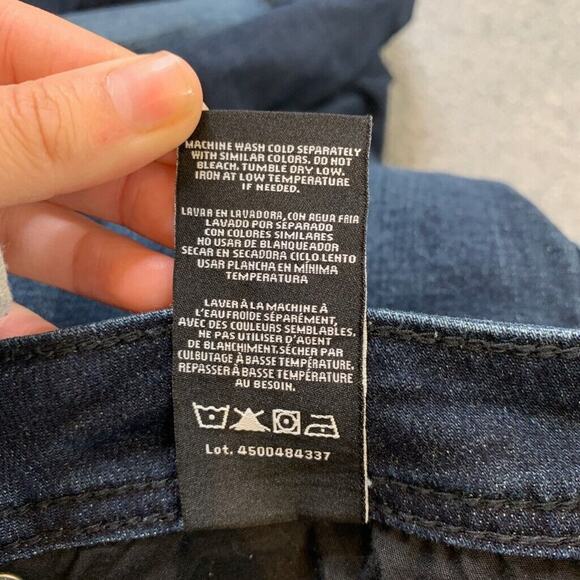 MACHINE WASH COLD SEPARATELY
WITH SIMILAR COLORS. DO NOT
BLEACH. TUMBLE DRY LOW.
IRON AT LOW TEMPERATURE
IF NEEDED.
LAVAR EN LAVADORA, CON AGUA FRIA
LAVADO POR SEPARADO
CON COLORES SIMILARES
NO USAR DE BLANQUEADOR
SECAR EN SECADORA CICLO LENTO
USAR PLANCHA EN MÍNIMA
TEMPERATURA
LAVER À LA MACHINE À
L'EAU FROIDE SÉPARÉMENT,
AVEC DES COULEURS SEMBLABLES.
NE PAS UTILISER D'AGENT
DE BLANCHIMENT. SÉCHER PAR
CULBUTAGE À BASSE TEMPÉRATURE.
REPASSER À BASSE TEMPÉRATURE
AU BESOIN.
Lot. 4500484337